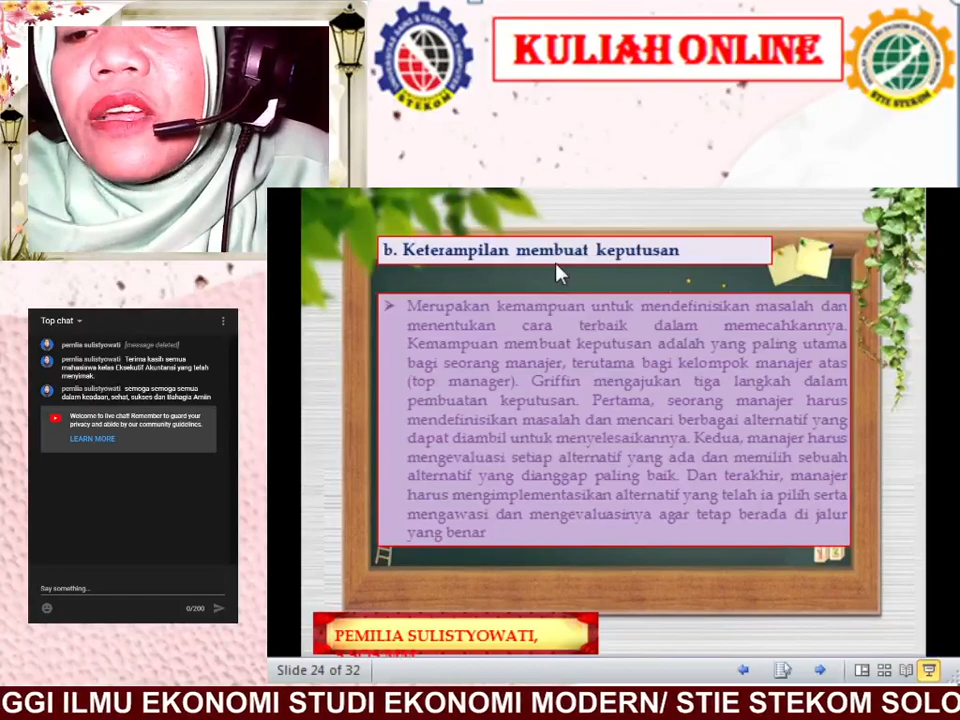 KULIAH ONLINE
STEKOM
STIE STEKOM
b. Keterampilan membuat keputusan
Merupakan kemampuan untuk mendefinisikan masalah dan
menentukan cara terbaik dalam memecahkannya.
Kemampuan membuat keputusan adalah yang paling utama
bagi seorang manajer, terutama bagi kelompok manajer atas
(top manager). Griffin mengajukan tiga langkah dalam
pembuatan keputusan. Pertama, seorang manajer harus
mendefinisikan masalah dan mencari berbagai alternatif yang
dapat diambil untuk menyelesaikannya. Kedua, manajer harus
mengevaluasi setiap alternatif yang ada dan memilih sebuah
alternatif yang dianggap paling baik. Dan terakhir, manajer
harus mengimplementasikan alternatif yang telah ia pilih serta
mengawasi dan mengevaluasinya agar tetap berada di jalur
yang benar
PEMILIA SULISTYOWATI,
Slide 24 of 32
Top chat
pemlia sulistyowati [message deleted]
pemlia sulistyowati Terima kasih semua
mahasiswa kelas Eksekutif Akuntansi yang telah
menyimak.
pemlia sulistyowati semoga semoga semua
dalam keadaan, sehat, sukses dan Bahagia Amiin
Welcome to live chat! Remember to guard your
privacy and abide by our community guidelines.
LEARN MORE
Say something...
0/200
GGI ILMU EKONOMI STUDI EKONOMI MODERN/ STIE STEKOM SOLO